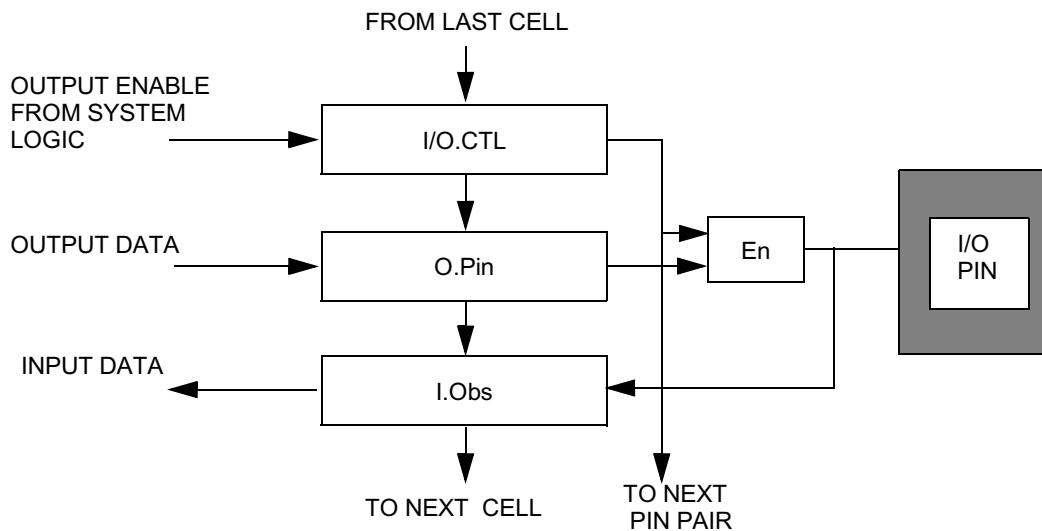 FROM LAST CELL
OUTPUT ENABLE
FROM SYSTEM
LOGIC
I/O.CTL
OUTPUT DATA
O.Pin
En
I/O
PIN
INPUT DATA
I.Obs
TO NEXT CELL
TO NEXT
PIN PAIR